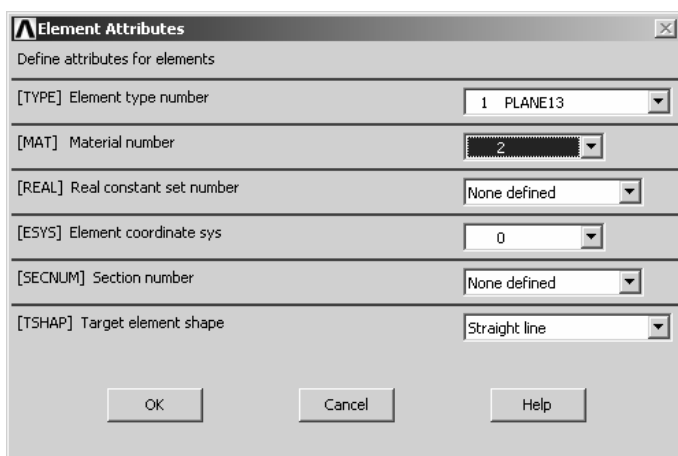 Element Attributes
Define attributes for elements
[TYPE] Element type number 1 PLANE13
[MAT] Material number 2
[REAL] Real constant set number None defined
[ESYS] Element coordinate sys 0
[SECNUM] Section number None defined
[TSHAP] Target element shape Straight line
OK Cancel Help